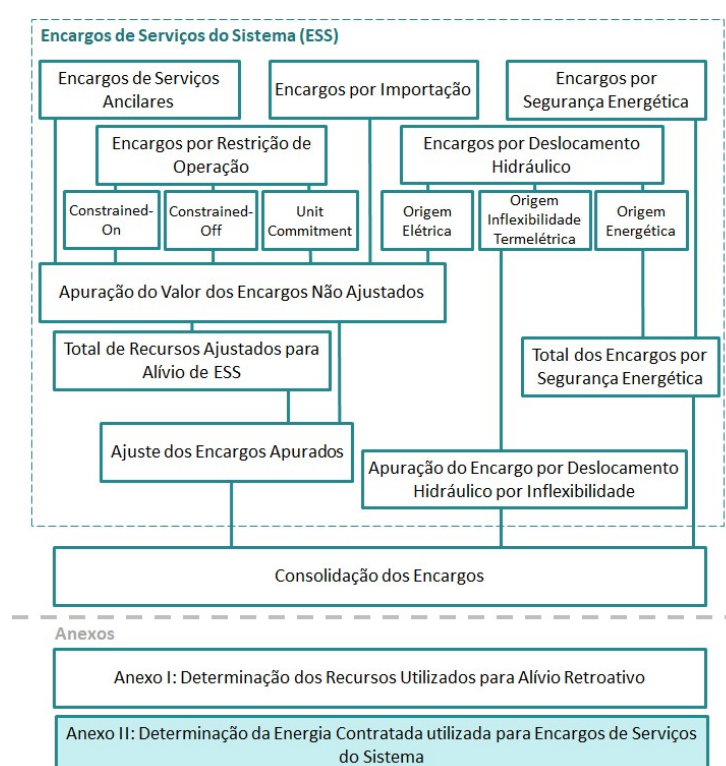 Encargos de Serviços do Sistema (ESS)
Encargos de Serviços
Ancilares
Encargos por Importação
Encargos por
Segurança Energética
Encargos por Restrição de
Operação
Encargos por Deslocamento
Hidráulico
Constrained-
On
Constrained-
Off
Unit
Commitment
Origem
Elétrica
Origem
Inflexibilidade
Termelétrica
Origem
Energética
Apuração do Valor dos Encargos Não Ajustados
Total de Recursos Ajustados para
Alívio de ESS
Total dos Encargos por
Segurança Energética
Ajuste dos Encargos Apurados
Apuração do Encargo por Deslocamento
Hidráulico por Inflexibilidade
Consolidação dos Encargos
Anexos
Anexo I: Determinação dos Recursos Utilizados para Alívio Retroativo
Anexo II: Determinação da Energia Contratada utilizada para Encargos de Serviços
do Sistema